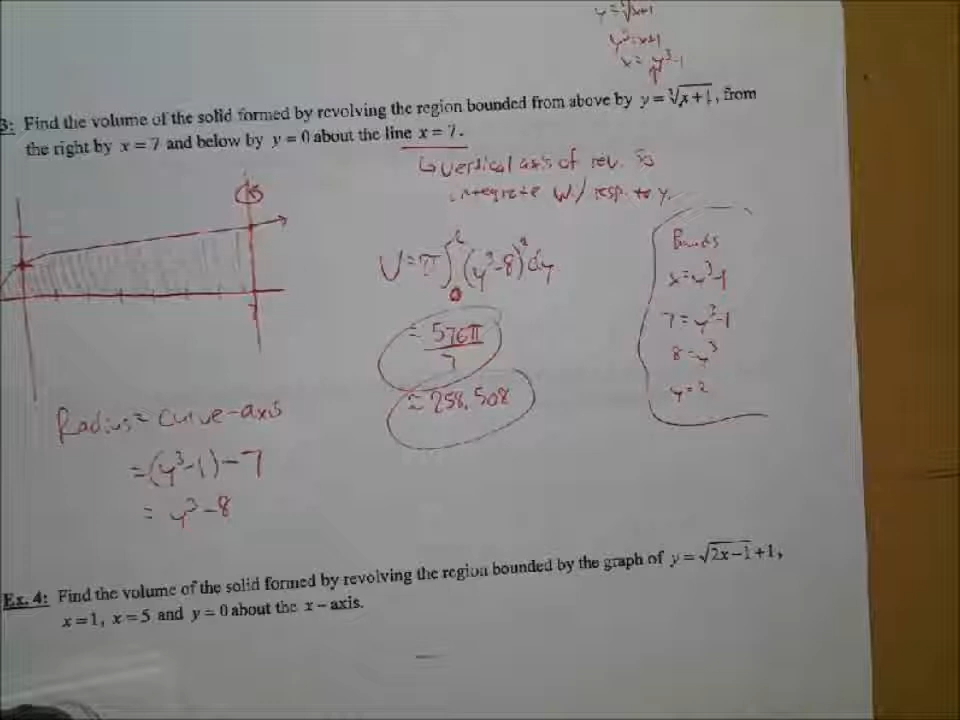 y = ∛x+1
y³=x+1
x = y³-1
3: Find the volume of the solid formed by revolving the region bounded from above by y = ∛x+1, from
the right by x = 7 and below by y = 0 about the line x = 7.
↳ vertical axis of rev. so
integrate w/ resp. to y.
Bounds
V = π∫₀² (y³-8)² dy
x=y³-1
7 = y³-1
= 576π/7
8=y³
y=2
≈ 258.508
Radius = curve-axis
=(y³-1)-7
= y³-8
7
Ex. 4: Find the volume of the solid formed by revolving the region bounded by the graph of y = √2x-1+1,
x=1, x=5 and y = 0 about the x - axis.